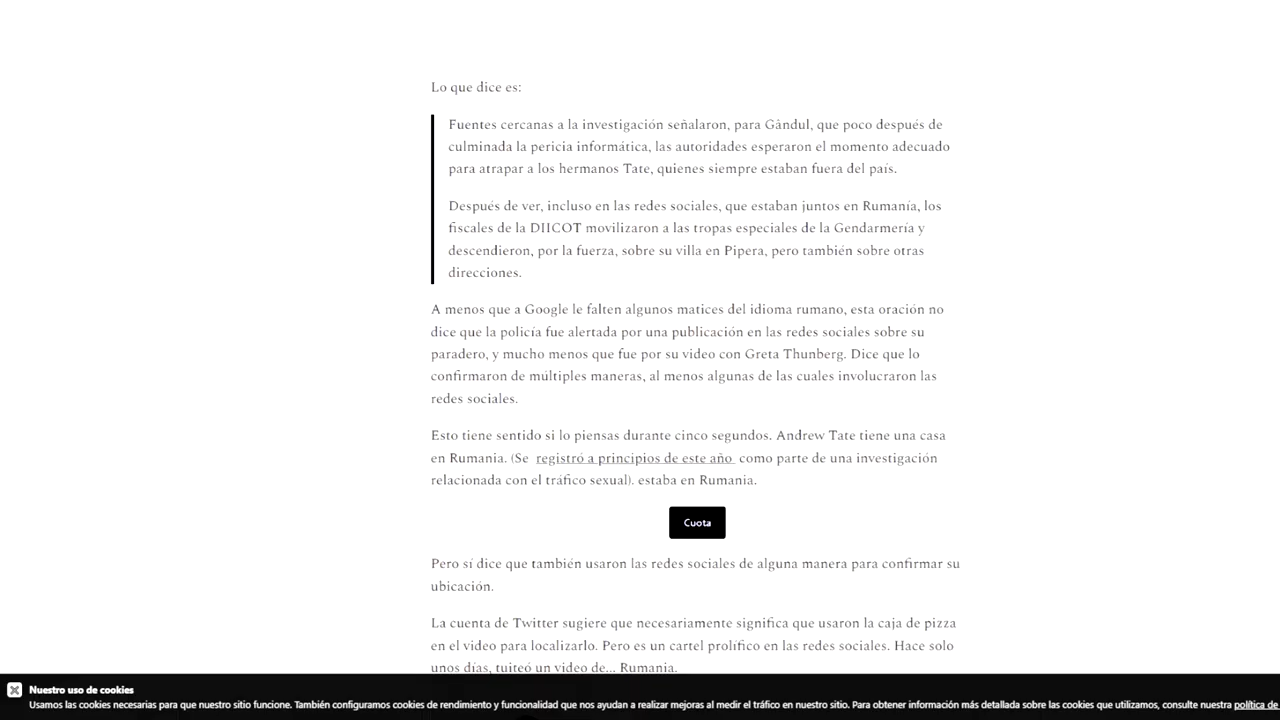 Lo que dice es:
Fuentes cercanas a la investigación señalaron, para Gândul, que poco después de
culminada la pericia informática, las autoridades esperaron el momento adecuado
para atrapar a los hermanos Tate, quienes siempre estaban fuera del país.
Después de ver, incluso en las redes sociales, que estaban juntos en Rumanía, los
fiscales de la DIICOT movilizaron a las tropas especiales de la Gendarmería y
descendieron, por la fuerza, sobre su villa en Pipera, pero también sobre otras
direcciones.
A menos que a Google le falten algunos matices del idioma rumano, esta oración no
dice que la policía fue alertada por una publicación en las redes sociales sobre su
paradero, y mucho menos que fue por su video con Greta Thunberg. Dice que lo
confirmaron de múltiples maneras, al menos algunas de las cuales involucraron las
redes sociales.
Esto tiene sentido si lo piensas durante cinco segundos. Andrew Tate tiene una casa
en Rumania. (Se registró a principios de este año como parte de una investigación
relacionada con el tráfico sexual). estaba en Rumania.
Cuota
Pero sí dice que también usaron las redes sociales de alguna manera para confirmar su
ubicación.
La cuenta de Twitter sugiere que necesariamente significa que usaron la caja de pizza
en el video para localizarlo. Pero es un cartel prolífico en las redes sociales. Hace solo
unos días, tuiteó un video de... Rumania.
Nuestro uso de cookies
Usamos las cookies necesarias para que nuestro sitio funcione. También configuramos cookies de rendimiento y funcionalidad que nos ayudan a realizar mejoras al medir el tráfico en nuestro sitio. Para obtener información más detallada sobre las cookies que utilizamos, consulte nuestra política de